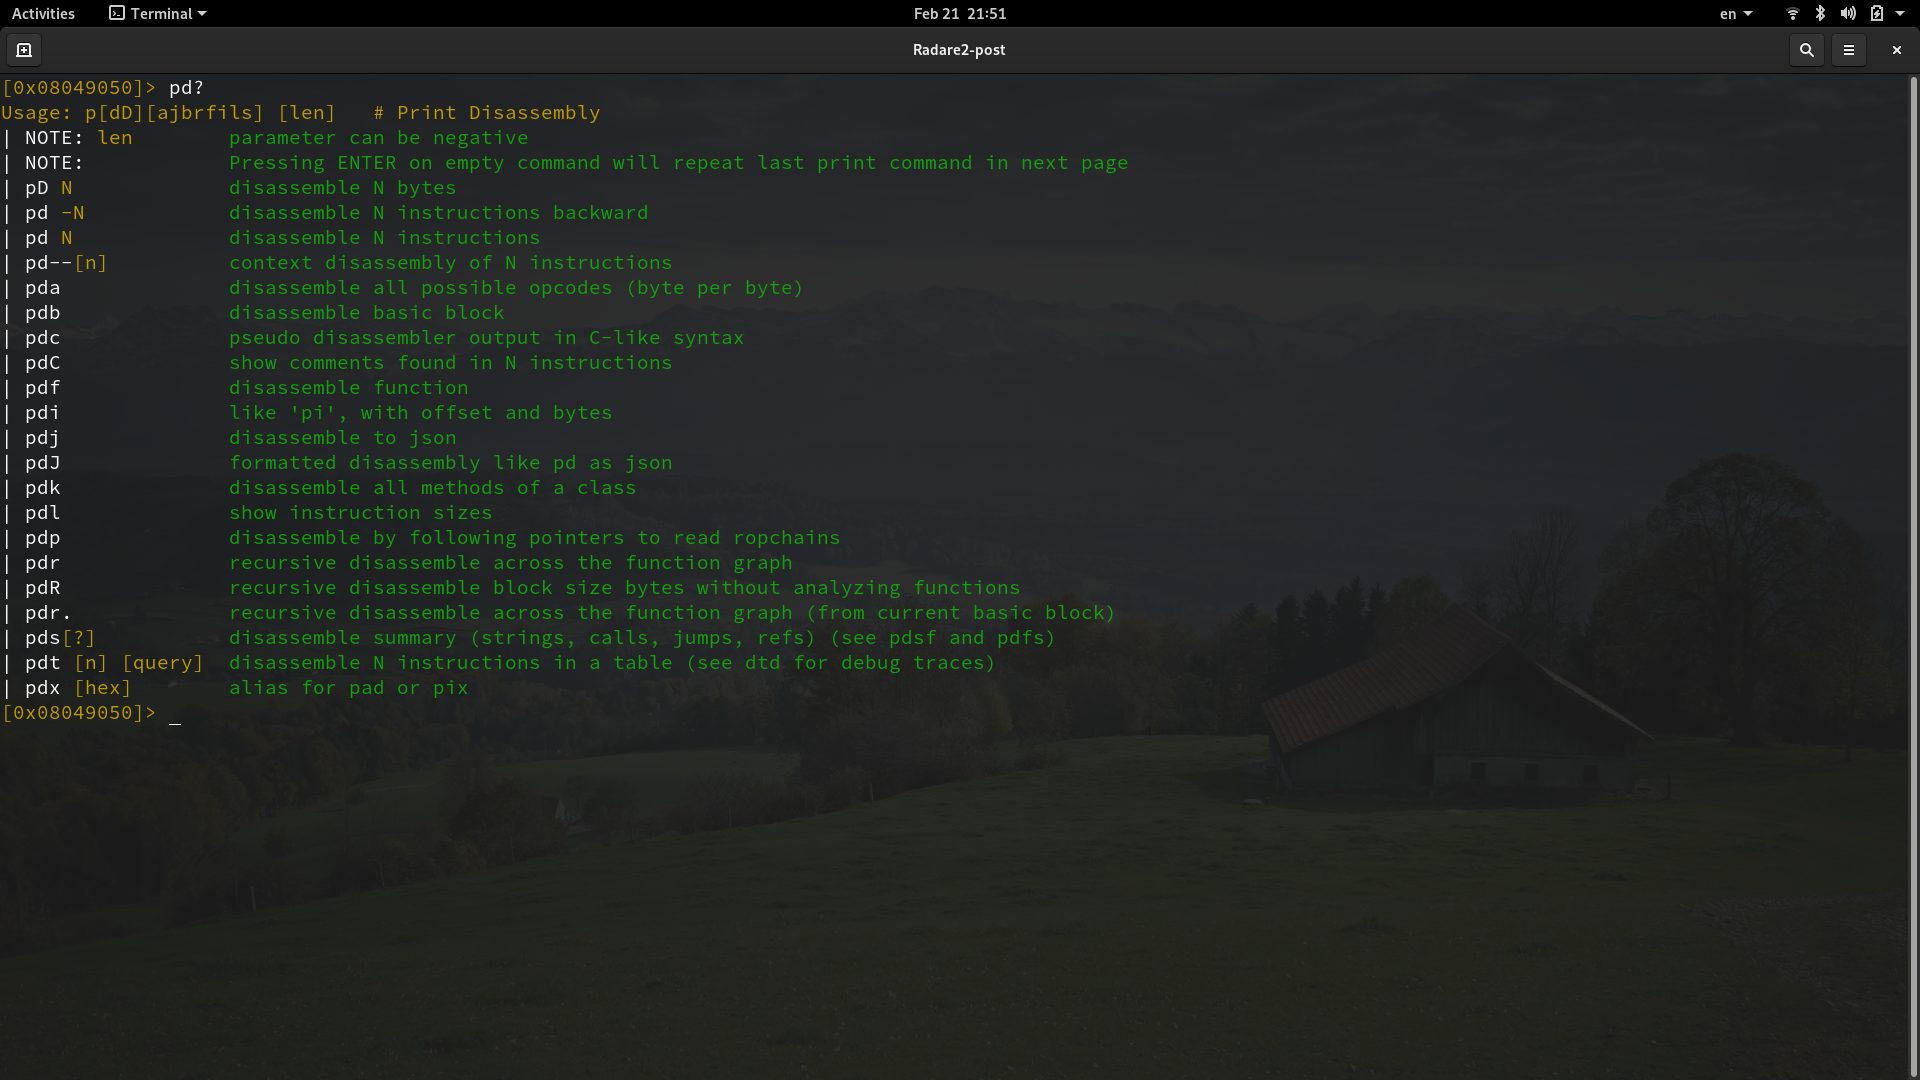 Activities Terminal Feb 21 21:51 en
Radare2-post
[0x08049050]> pd?
Usage: p[dD][ajbrfils] [len]   # Print Disassembly
| NOTE: len        parameter can be negative
| NOTE:            Pressing ENTER on empty command will repeat last print command in next page
| pD N             disassemble N bytes
| pd -N            disassemble N instructions backward
| pd N             disassemble N instructions
| pd--[n]          context disassembly of N instructions
| pda              disassemble all possible opcodes (byte per byte)
| pdb              disassemble basic block
| pdc              pseudo disassembler output in C-like syntax
| pdC              show comments found in N instructions
| pdf              disassemble function
| pdi              like 'pi', with offset and bytes
| pdj              disassemble to json
| pdJ              formatted disassembly like pd as json
| pdk              disassemble all methods of a class
| pdl              show instruction sizes
| pdp              disassemble by following pointers to read ropchains
| pdr              recursive disassemble across the function graph
| pdR              recursive disassemble block size bytes without analyzing functions
| pdr.             recursive disassemble across the function graph (from current basic block)
| pds[?]           disassemble summary (strings, calls, jumps, refs) (see pdsf and pdfs)
| pdt [n] [query]  disassemble N instructions in a table (see dtd for debug traces)
| pdx [hex]        alias for pad or pix
[0x08049050]> _